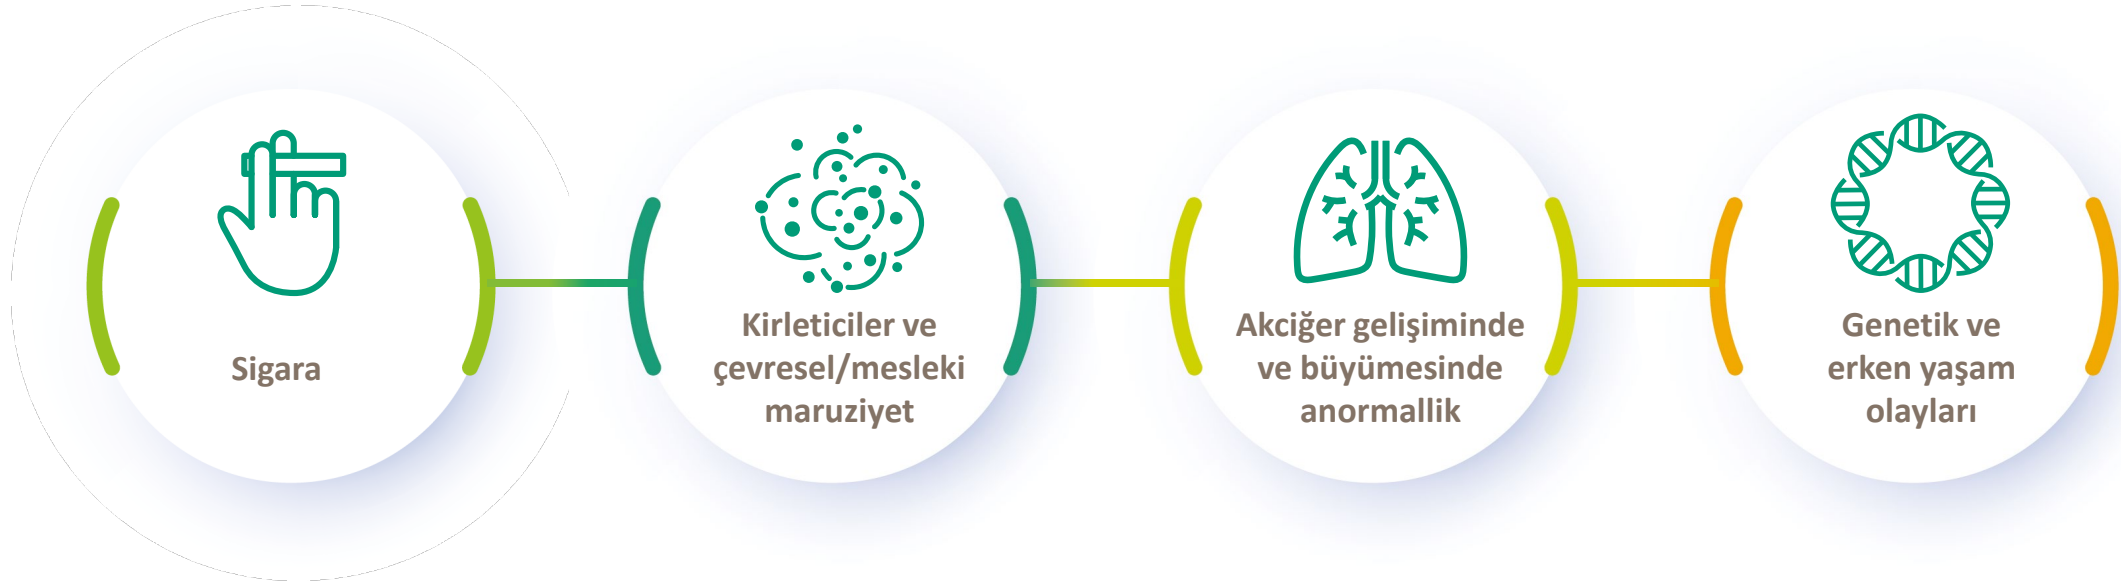 Sigara
Kirleticiler ve
çevresel/mesleki
maruziyet
Akciğer gelişiminde
ve büyümesinde
anormallik
Genetik ve
erken yaşam
olayları